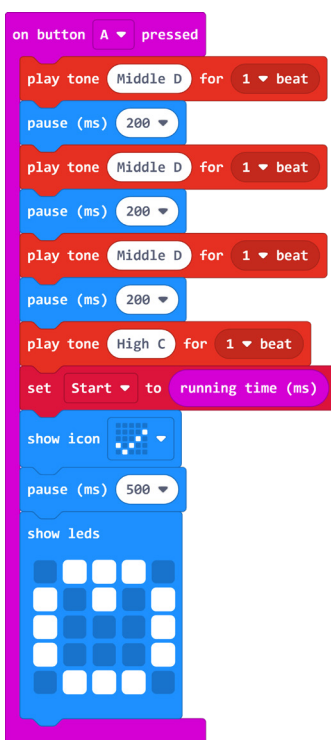 on button A pressed
play tone Middle D for 1 beat
pause (ms) 200
play tone Middle D for 1 beat
pause (ms) 200
play tone Middle D for 1 beat
pause (ms) 200
play tone High C for 1 beat
set Start to running time (ms)
show icon
pause (ms) 500
show leds